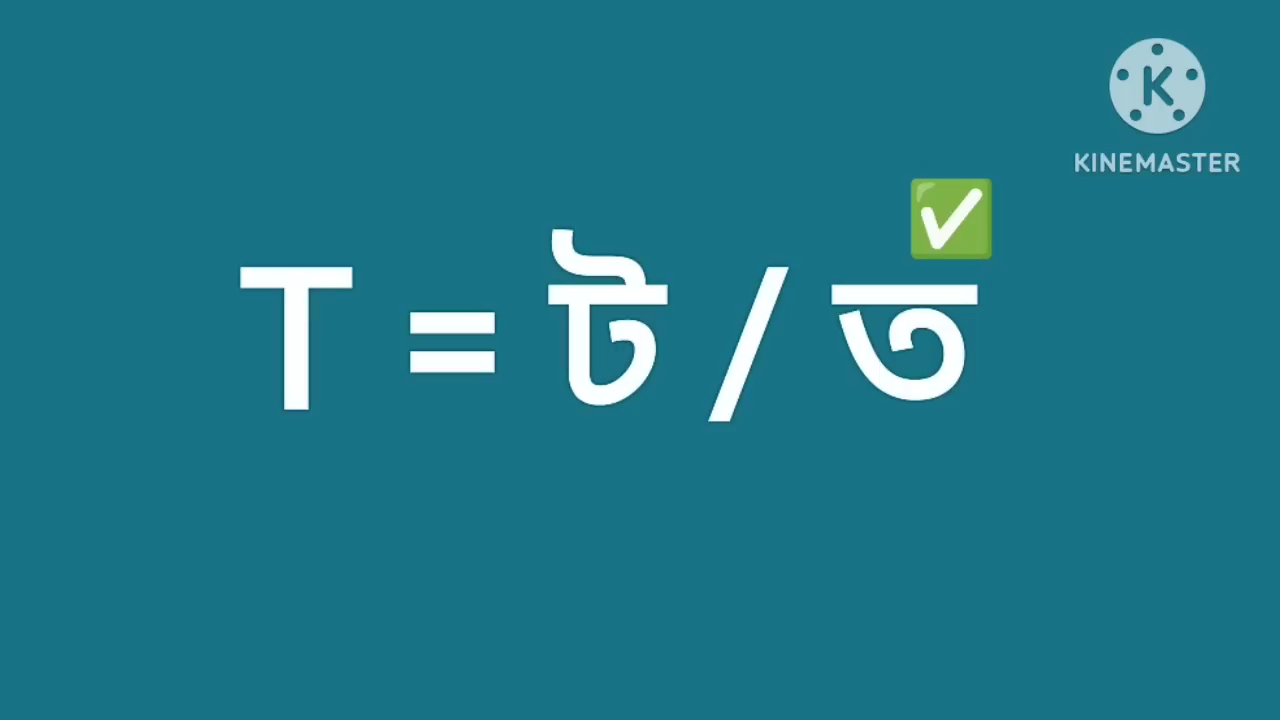 K
KINEMASTER
T = ট / ত